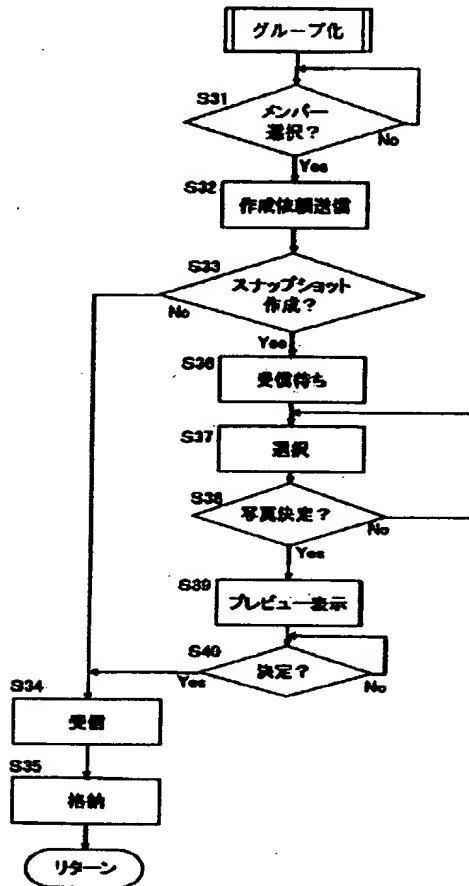 グループ化
S31
メンバー
選択?
No
Yes
S32
作成依頼送信
S33
スナップショット
作成?
No
Yes
S36
受信待ち
S37
選択
S38
写真決定?
No
Yes
S39
プレビュー表示
S40
決定?
Yes
No
S34
受信
S35
格納
リターン